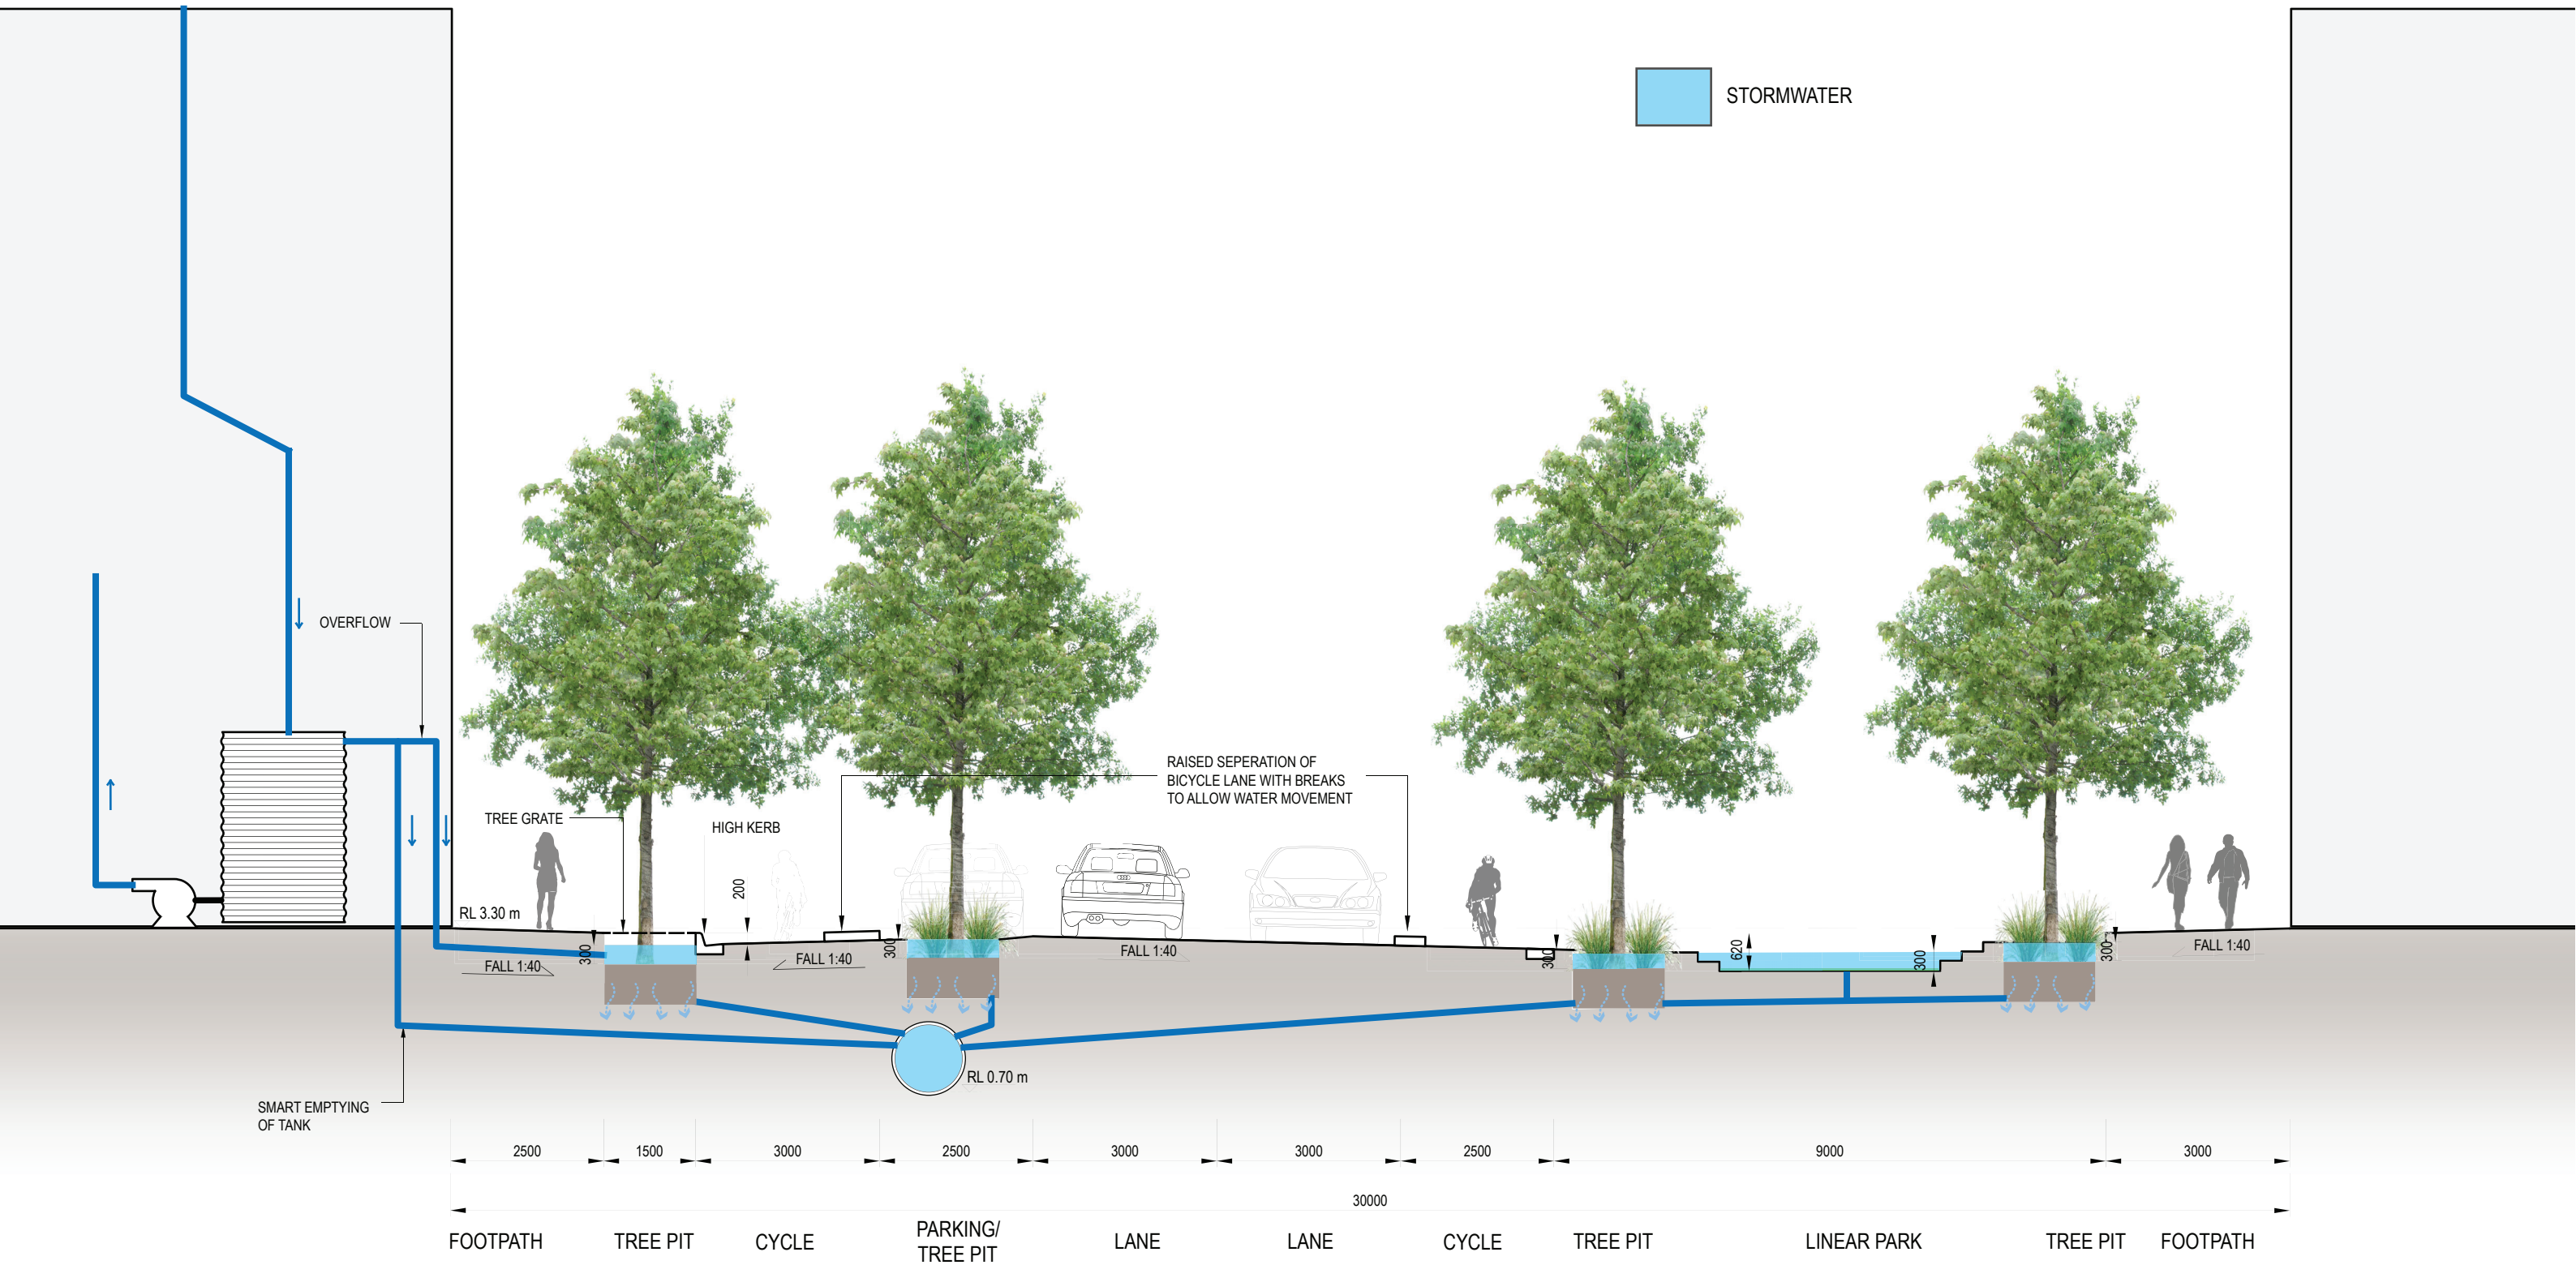 STORMWATER
OVERFLOW
RAISED SEPERATION OF
BICYCLE LANE WITH BREAKS
TO ALLOW WATER MOVEMENT
TREE GRATE
HIGH KERB
200
RL 3.30 m
300
FALL 1:40
FALL 1:40
300
FALL 1:40
300
620
300
300
FALL 1:40
RL 0.70 m
SMART EMPTYING
OF TANK
2500
1500
3000
2500
3000
3000
2500
9000
3000
30000
FOOTPATH
TREE PIT
CYCLE
PARKING/
TREE PIT
LANE
LANE
CYCLE
TREE PIT
LINEAR PARK
TREE PIT
FOOTPATH